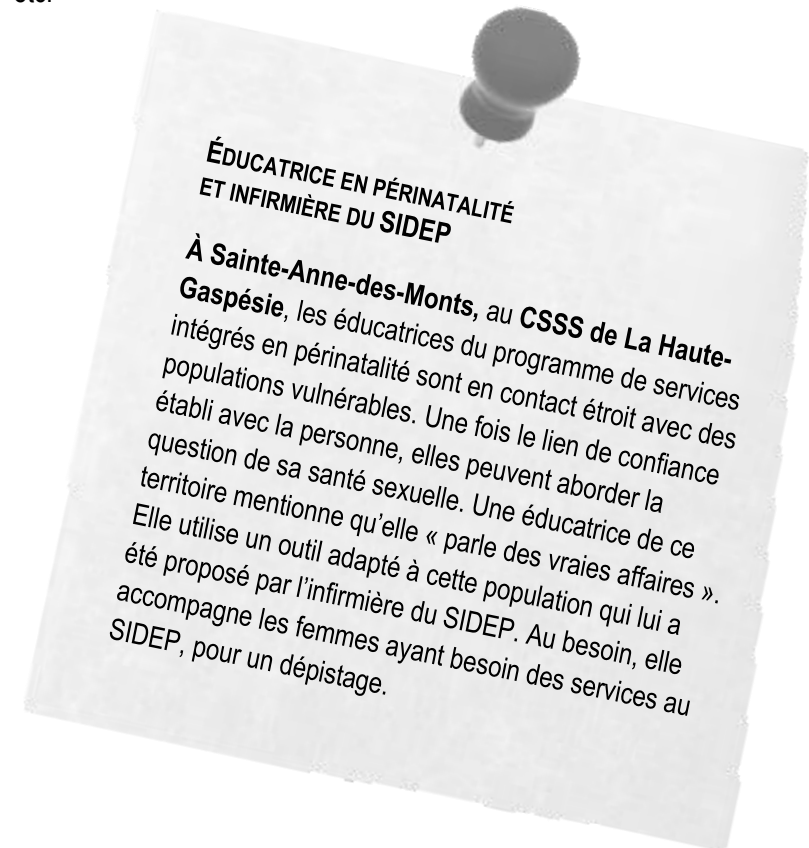 ÉDUCATRICE EN PÉRINATALITÉ
ET INFIRMIÈRE DU SIDEP
À Sainte-Anne-des-Monts, au CSSS de La Haute-
Gaspésie, les éducatrices du programme de services
intégrés en périnatalité sont en contact étroit avec des
populations vulnérables. Une fois le lien de confiance
établi avec la personne, elles peuvent aborder la
question de sa santé sexuelle. Une éducatrice de ce
territoire mentionne qu'elle « parle des vraies affaires ».
Elle utilise un outil adapté à cette population qui lui a
été proposé par l'infirmière du SIDEP. Au besoin, elle
accompagne les femmes ayant besoin des services au
SIDEP, pour un dépistage.